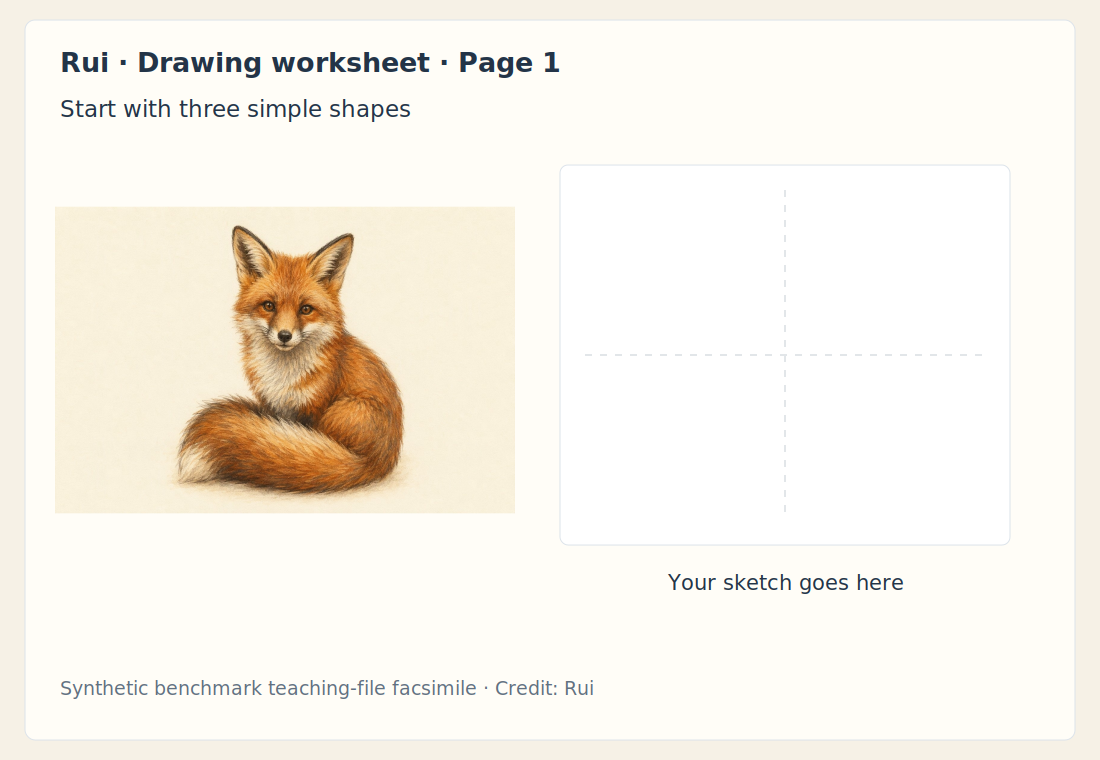 Rui · Drawing worksheet · Page 1
Start with three simple shapes
Your sketch goes here
Synthetic benchmark teaching-file facsimile · Credit: Rui